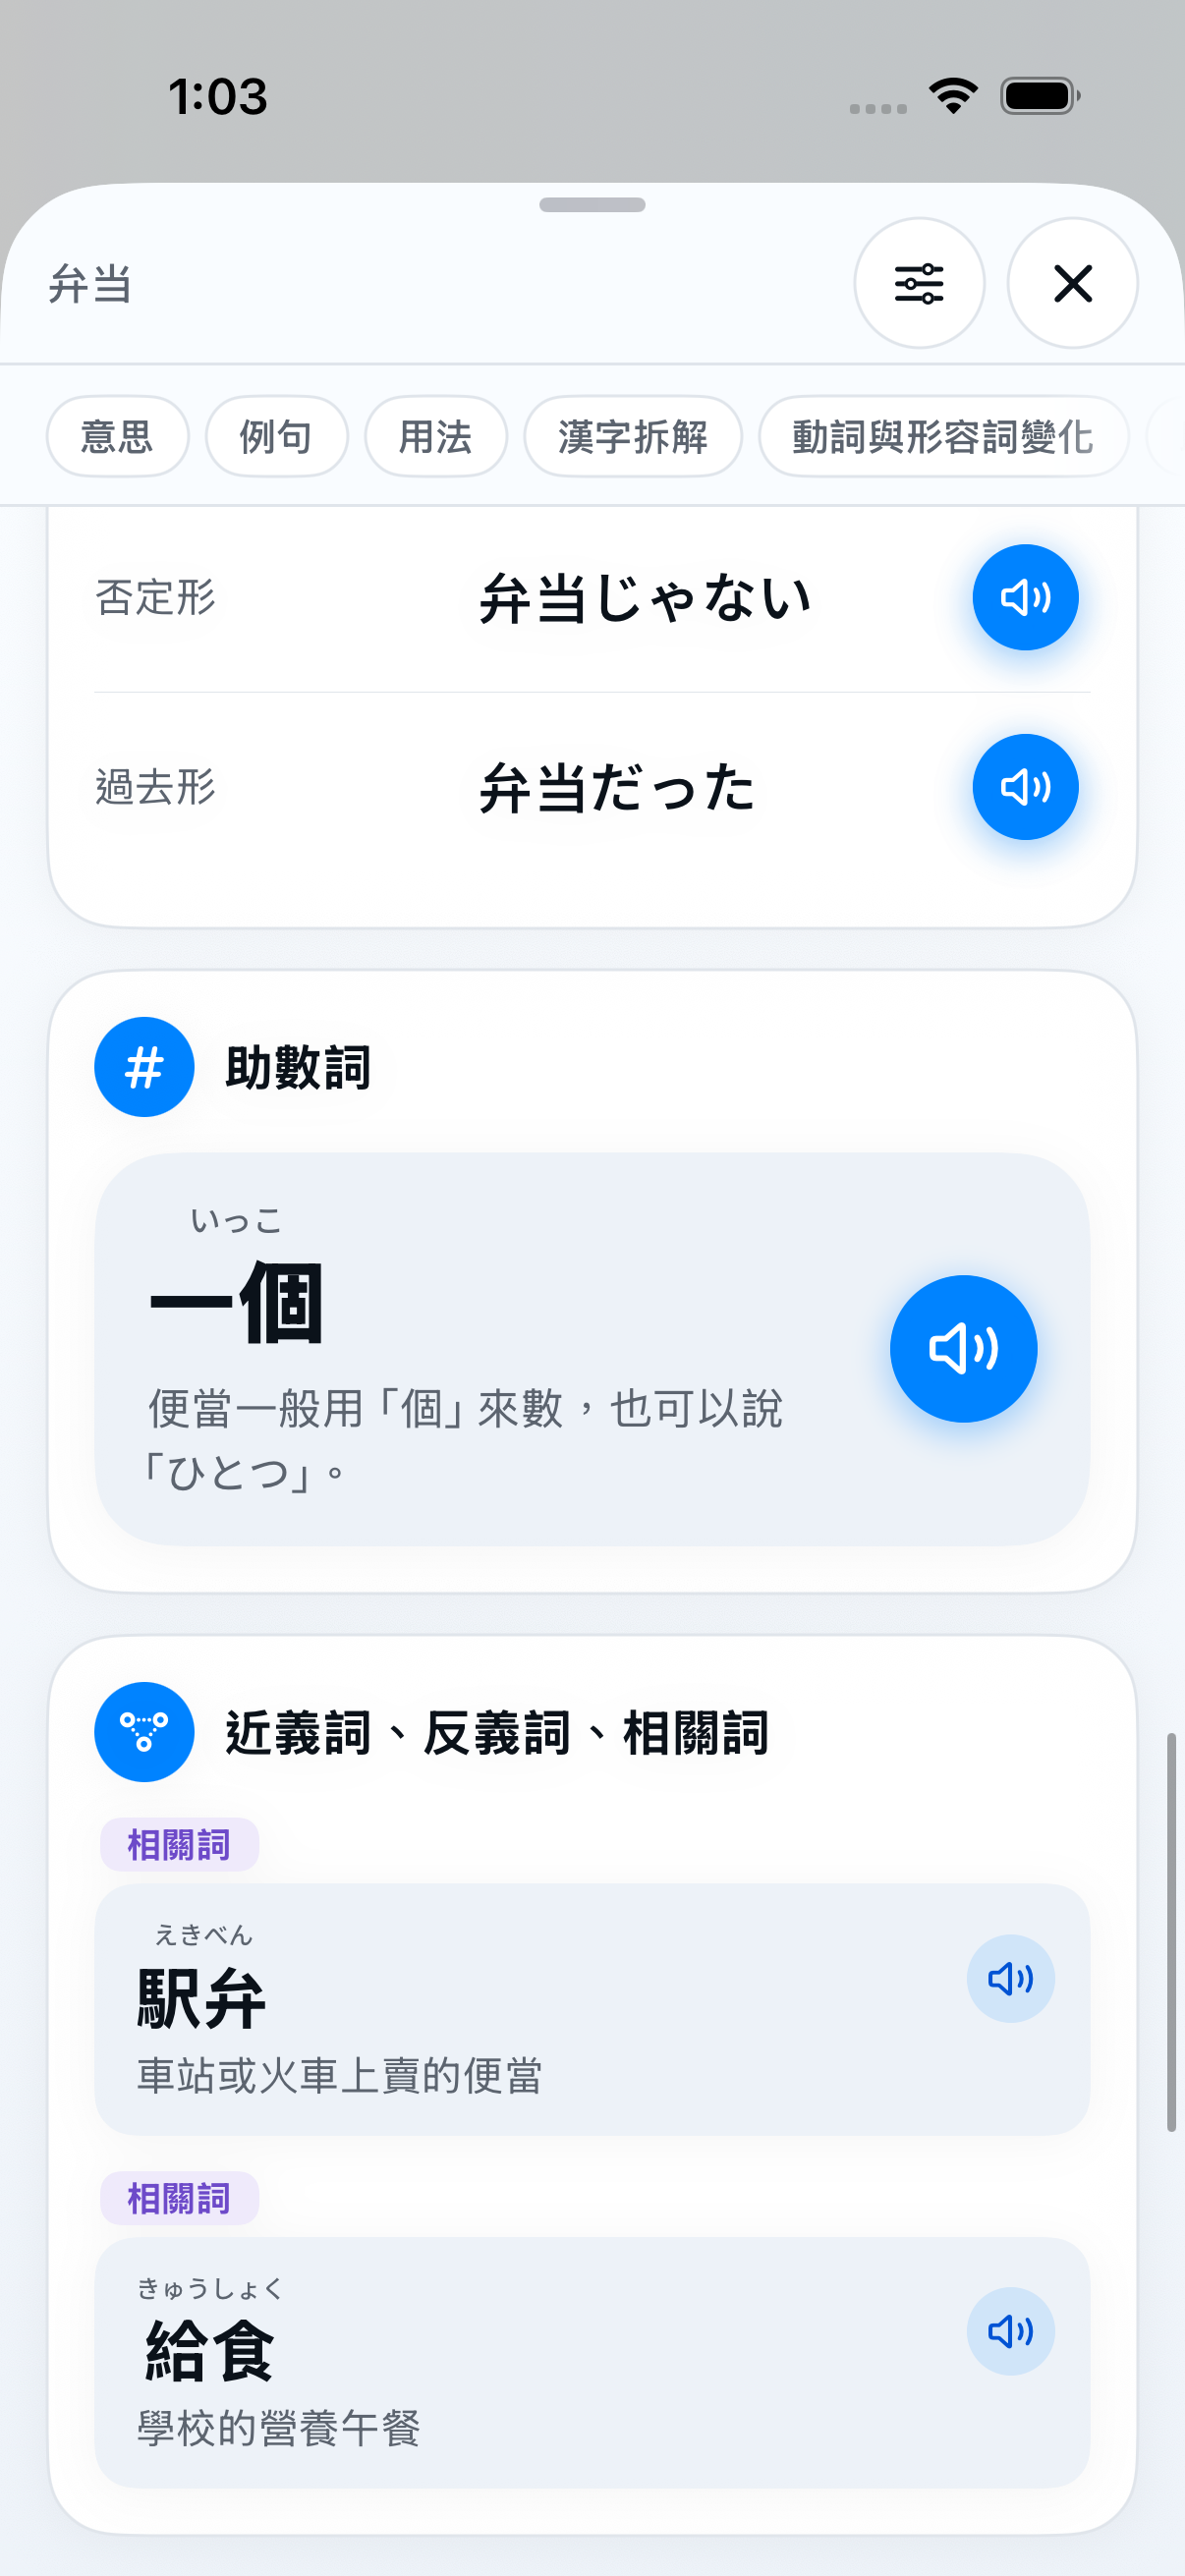 1:03
弁当
意思 例句 用法 漢字拆解 動詞與形容詞變化
否定形 弁当じゃない
過去形 弁当だった
助數詞
いっこ
一個
便當一般用「個」來數，也可以說
「ひとつ」。
近義詞、反義詞、相關詞
相關詞
えきべん
駅弁
車站或火車上賣的便當
相關詞
きゅうしょく
給食
學校的營養午餐